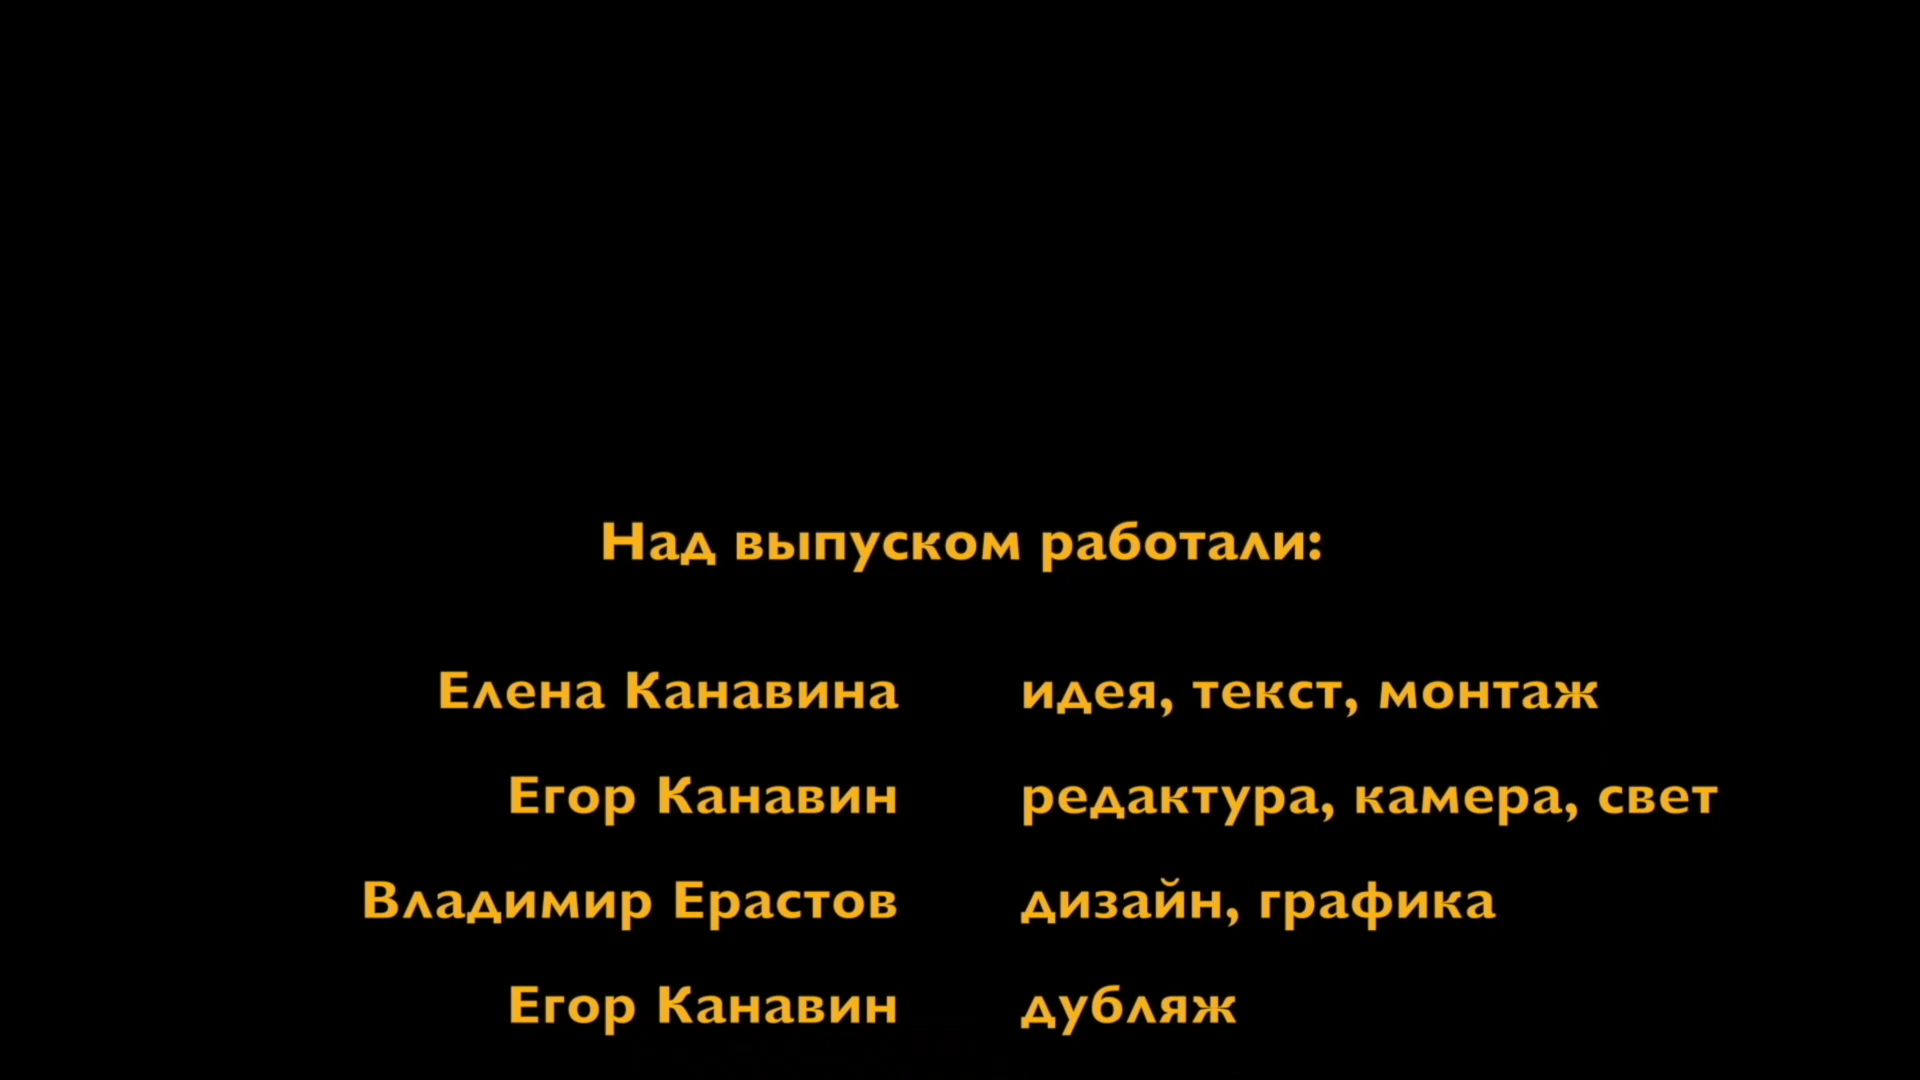 Над выпуском работали:
Елена Канавина идея, текст, монтаж
Егор Канавин редактура, камера, свет
Владимир Ерастов дизайн, графика
Егор Канавин дубляж